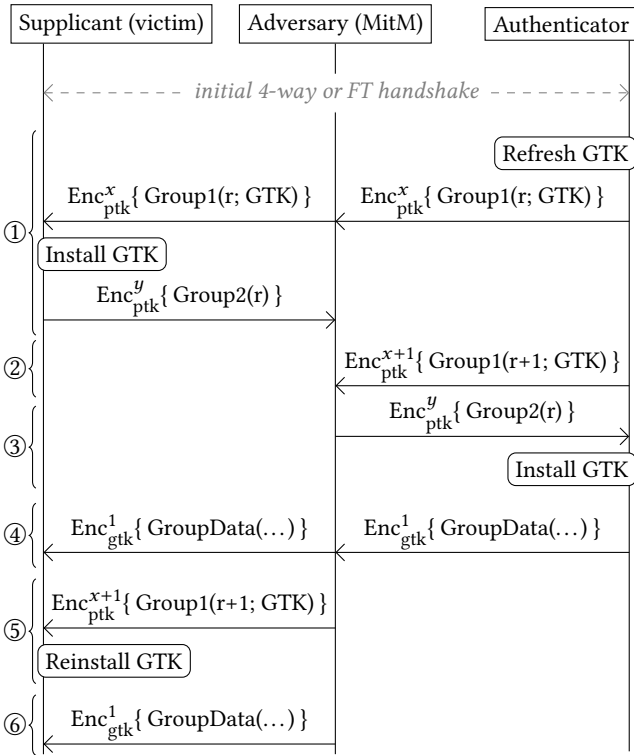 Supplicant (victim) Adversary (MitM) Authenticator
initial 4-way or FT handshake
Refresh GTK
Enc^x_ptk{ Group1(r; GTK) } Enc^x_ptk{ Group1(r; GTK) }
①
Install GTK
Enc^y_ptk{ Group2(r) }
② Enc^x+1_ptk{ Group1(r+1; GTK) }
③ Enc^y_ptk{ Group2(r) }
Install GTK
④ Enc^1_gtk{ GroupData(…) } Enc^1_gtk{ GroupData(…) }
⑤ Enc^x+1_ptk{ Group1(r+1; GTK) }
Reinstall GTK
⑥ Enc^1_gtk{ GroupData(…) }